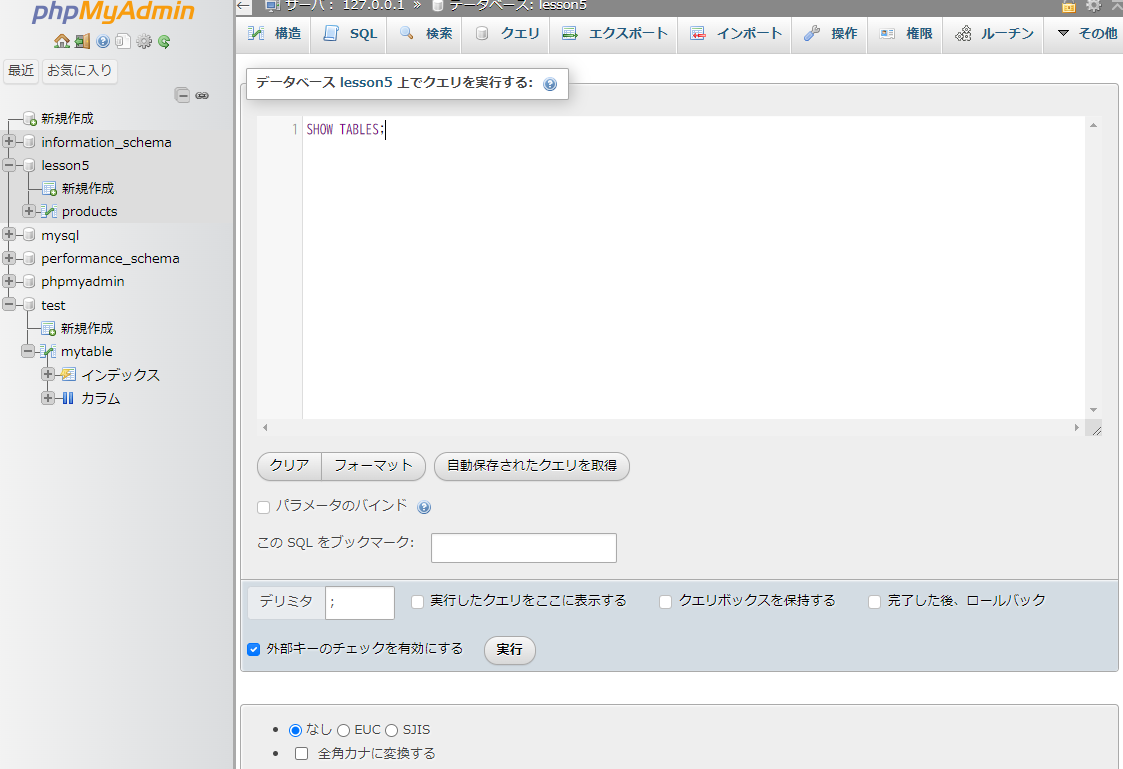 phpMyAdmin
最近 お気に入り
新規作成
information_schema
lesson5
新規作成
products
mysql
performance_schema
phpmyadmin
test
新規作成
mytable
インデックス
カラム
サーバ: 127.0.0.1 » データベース: lesson5
構造 SQL 検索 クエリ エクスポート インポート 操作 権限 ルーチン その他
データベース lesson5 上でクエリを実行する:
1 SHOW TABLES;
クリア フォーマット 自動保存されたクエリを取得
パラメータのバインド
この SQL をブックマーク:
デリミタ ; 実行したクエリをここに表示する クエリボックスを保持する 完了した後、ロールバック
外部キーのチェックを有効にする 実行
なし EUC SJIS
全角カナに変換する